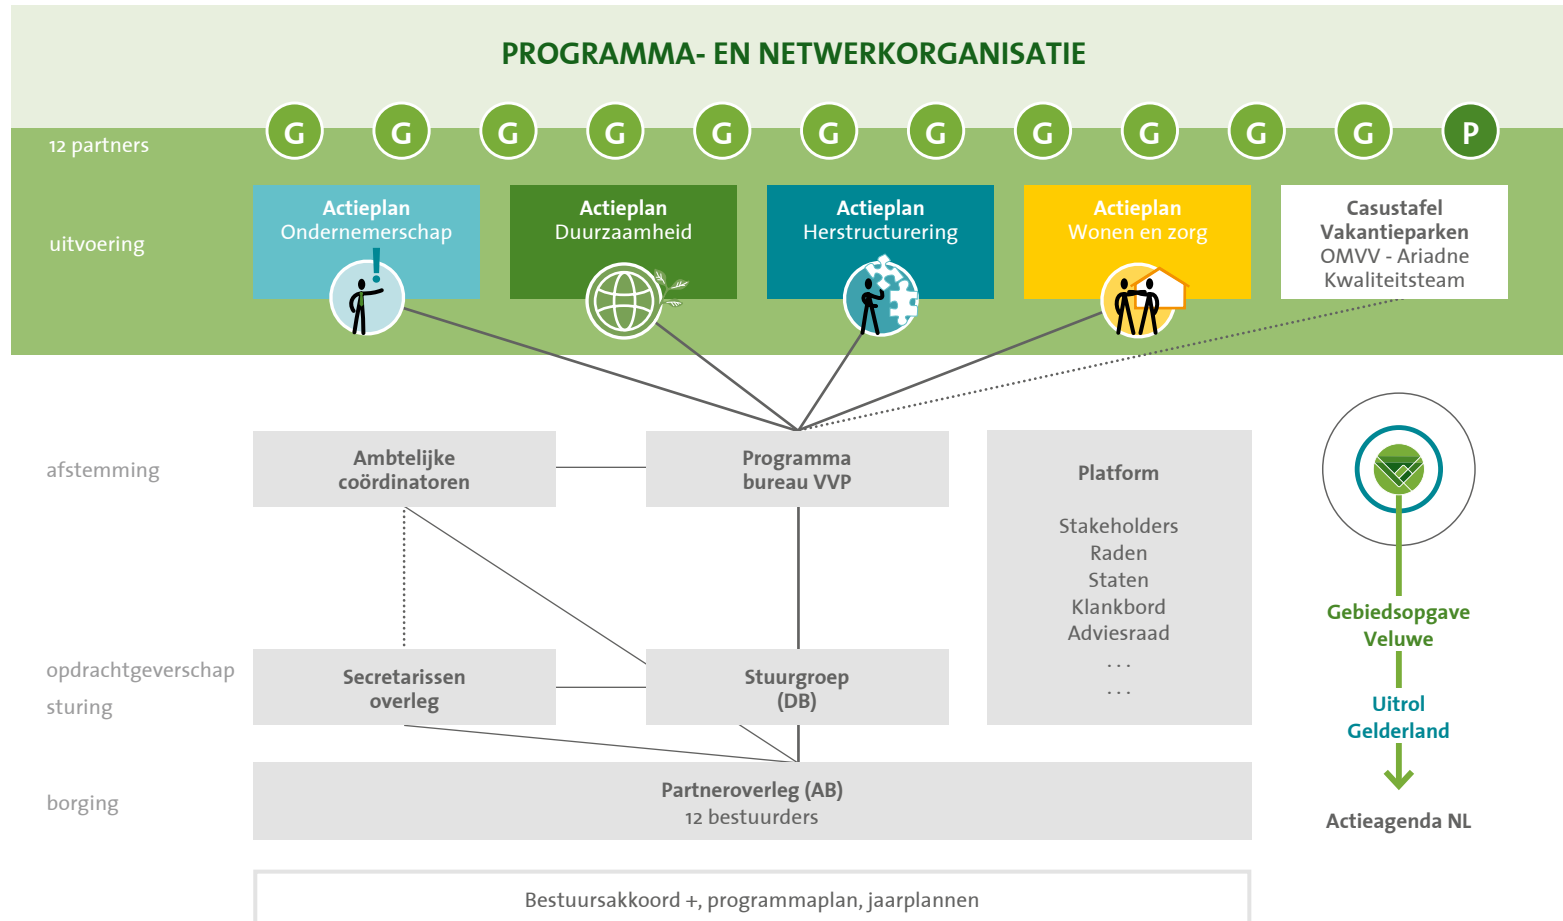 PROGRAMMA- EN NETWERKORGANISATIE
12 partners
G G G G G G G G G G G P
uitvoering
Actieplan
Ondernemerschap
Actieplan
Duurzaamheid
Actieplan
Herstructurering
Actieplan
Wonen en zorg
Casustafel
Vakantieparken
OMVV - Ariadne
Kwaliteitsteam
afstemming
Ambtelijke
coördinatoren
Programma
bureau VVP
Platform
Stakeholders
Raden
Staten
Klankbord
Adviesraad
. . .
. . .
opdrachtgeverschap
sturing
Secretarissen
overleg
Stuurgroep
(DB)
borging
Partneroverleg (AB)
12 bestuurders
Bestuursakkoord +, programmaplan, jaarplannen
Gebiedsopgave
Veluwe
Uitrol
Gelderland
Actieagenda NL